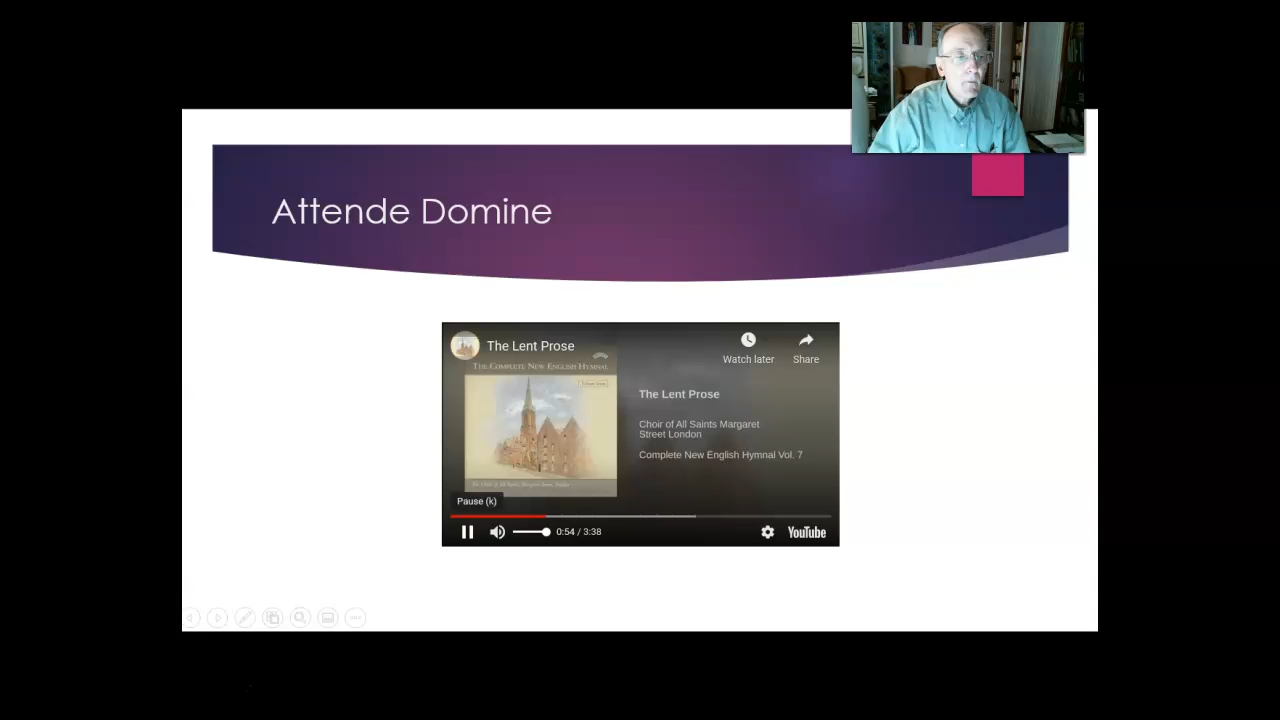 Attende Domine
The Lent Prose
Watch later
Share
THE COMPLETE NEW ENGLISH HYMNAL
The Lent Prose
Choir of All Saints Margaret
Street London
Complete New English Hymnal Vol. 7
Pause (k)
0:54 / 3:38
YouTube